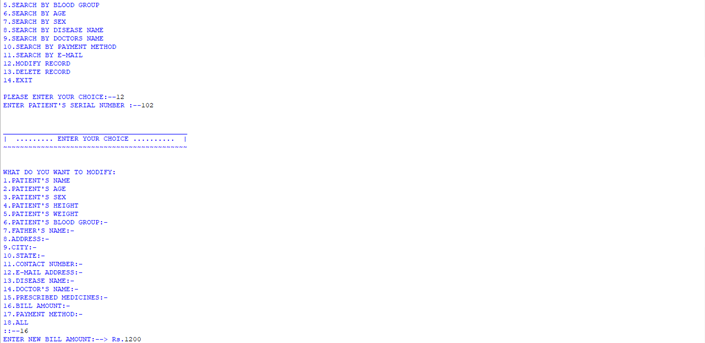 5.SEARCH BY BLOOD GROUP
6.SEARCH BY AGE
7.SEARCH BY SEX
8.SEARCH BY DISEASE NAME
9.SEARCH BY DOCTORS NAME
10.SEARCH BY PAYMENT METHOD
11.SEARCH BY E-MAIL
12.MODIFY RECORD
13.DELETE RECORD
14.EXIT
PLEASE ENTER YOUR CHOICE:--12
ENTER PATIENT'S SERIAL NUMBER :--102
| ......... ENTER YOUR CHOICE .......... |
WHAT DO YOU WANT TO MODIFY:
1.PATIENT'S NAME
2.PATIENT'S AGE
3.PATIENT'S SEX
4.PATIENT'S HEIGHT
5.PATIENT'S WEIGHT
6.PATIENT'S BLOOD GROUP:-
7.FATHER'S NAME:-
8.ADDRESS:-
9.CITY:-
10.STATE:-
11.CONTACT NUMBER:-
12.E-MAIL ADDRESS:-
13.DISEASE NAME:-
14.DOCTOR'S NAME:-
15.PRESCRIBED MEDICINES:-
16.BILL AMOUNT:-
17.PAYMENT METHOD:-
18.ALL
::--16
ENTER NEW BILL AMOUNT:--> Rs.1200